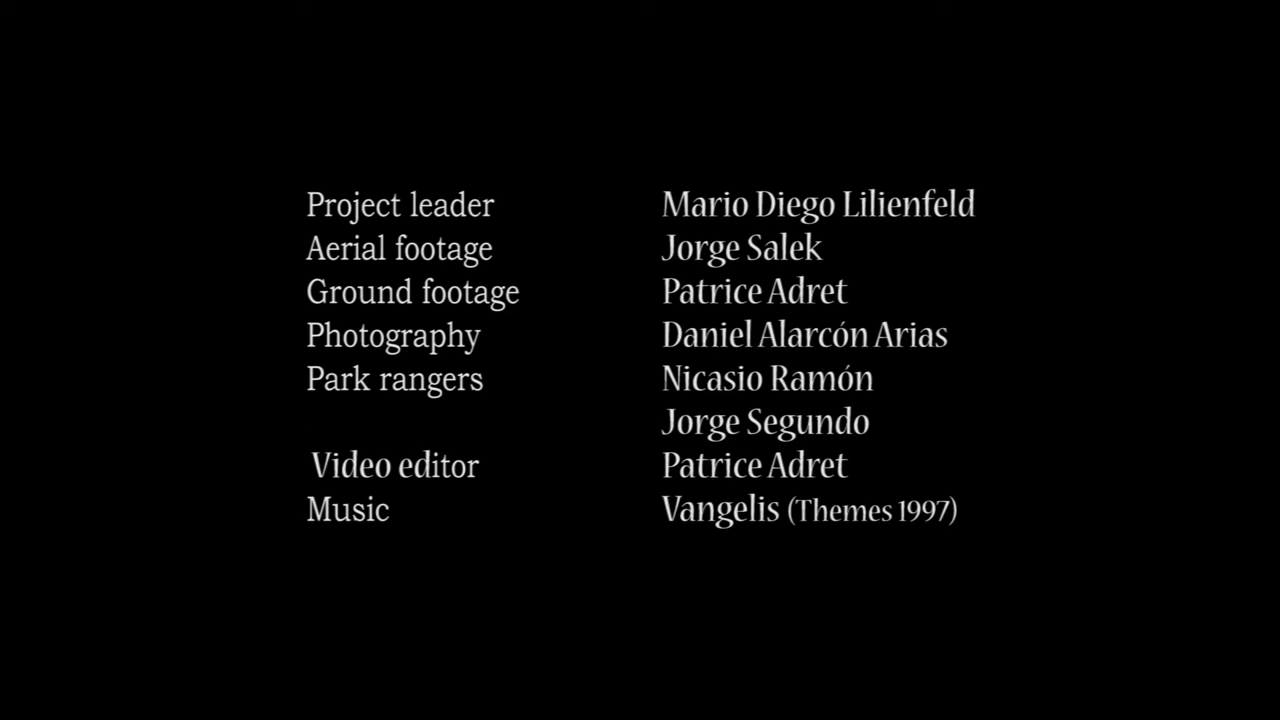 Project leader Mario Diego Lilienfeld
Aerial footage Jorge Salek
Ground footage Patrice Adret
Photography Daniel Alarcón Arias
Park rangers Nicasio Ramón
Jorge Segundo
Video editor Patrice Adret
Music Vangelis (Themes 1997)